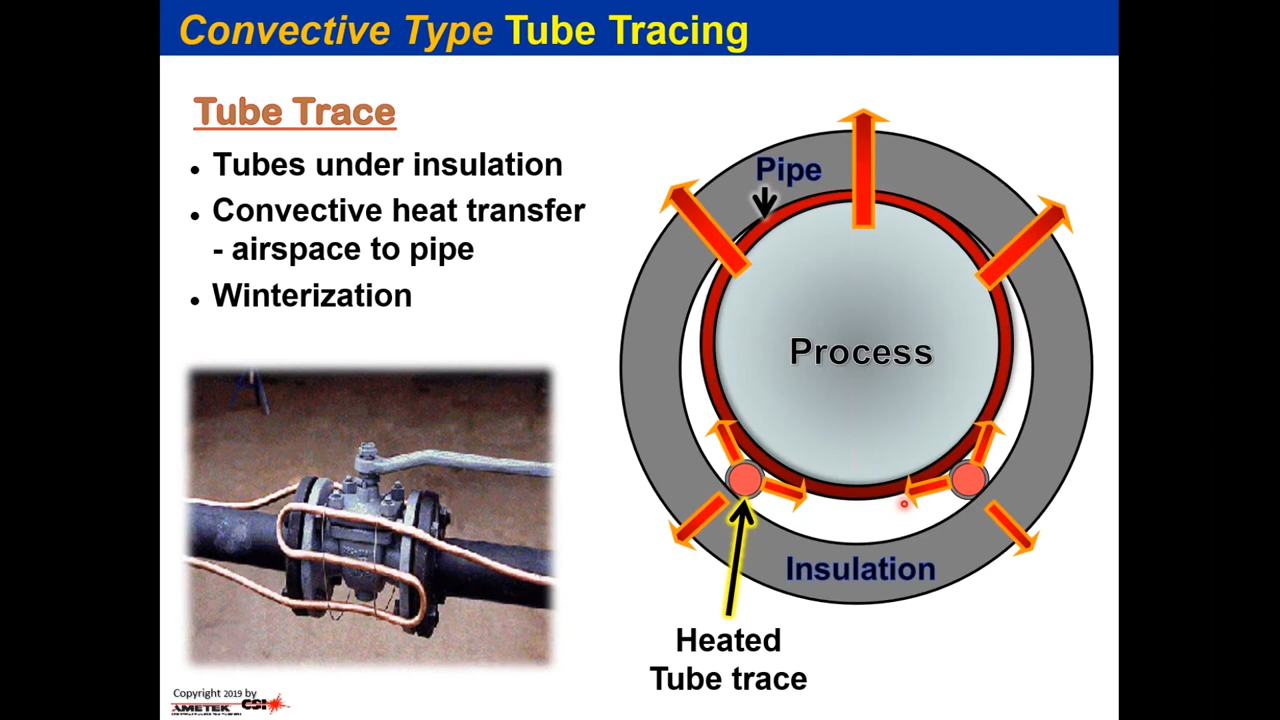 Convective Type Tube Tracing
Tube Trace
• Tubes under insulation
• Convective heat transfer
- airspace to pipe
• Winterization
Pipe
Process
Insulation
Heated
Tube trace
Copyright 2019 by
AMETEK CSI